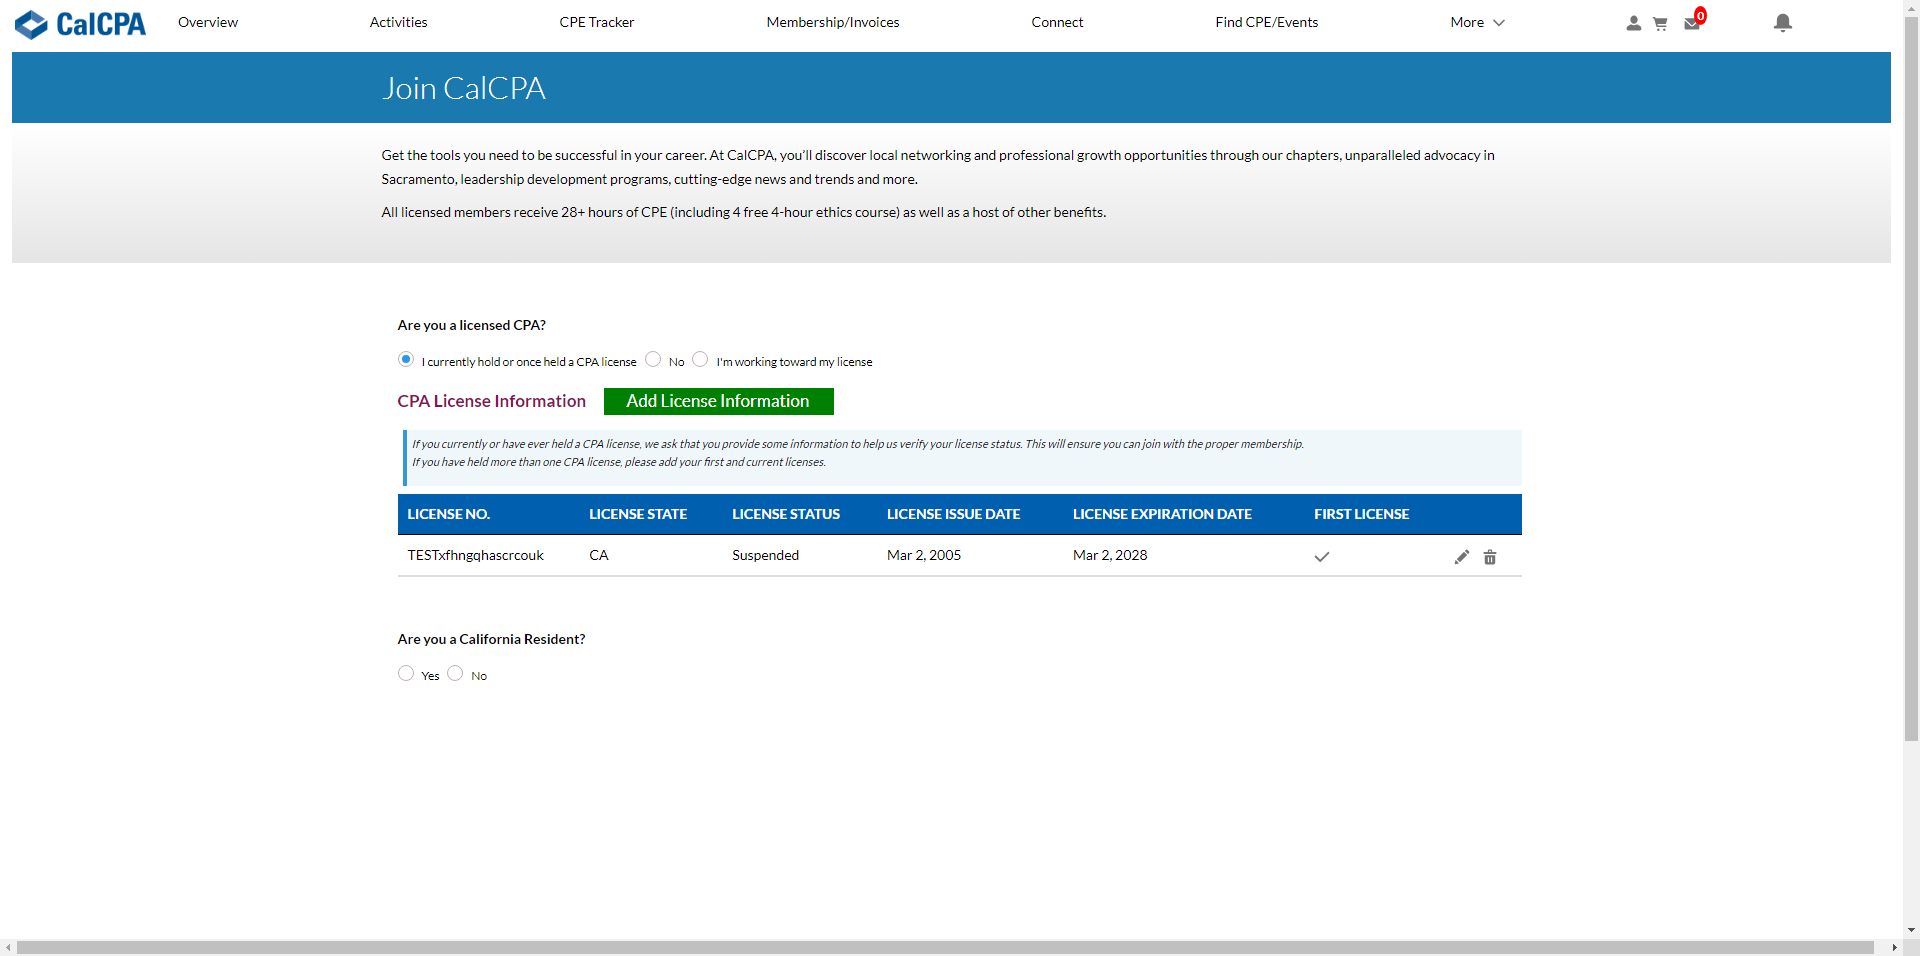 CalCPA Overview Activities CPE Tracker Membership/Invoices Connect Find CPE/Events More 0
Join CalCPA
Get the tools you need to be successful in your career. At CalCPA, you’ll discover local networking and professional growth opportunities through our chapters, unparalleled advocacy in
Sacramento, leadership development programs, cutting-edge news and trends and more.
All licensed members receive 28+ hours of CPE (including 4 free 4-hour ethics course) as well as a host of other benefits.
Are you a licensed CPA?
I currently hold or once held a CPA license No I'm working toward my license
CPA License Information Add License Information
If you currently or have ever held a CPA license, we ask that you provide some information to help us verify your license status. This will ensure you can join with the proper membership.
If you have held more than one CPA license, please add your first and current licenses.
LICENSE NO. LICENSE STATE LICENSE STATUS LICENSE ISSUE DATE LICENSE EXPIRATION DATE FIRST LICENSE
TESTxfhngqhascrcouk CA Suspended Mar 2, 2005 Mar 2, 2028
Are you a California Resident?
Yes No